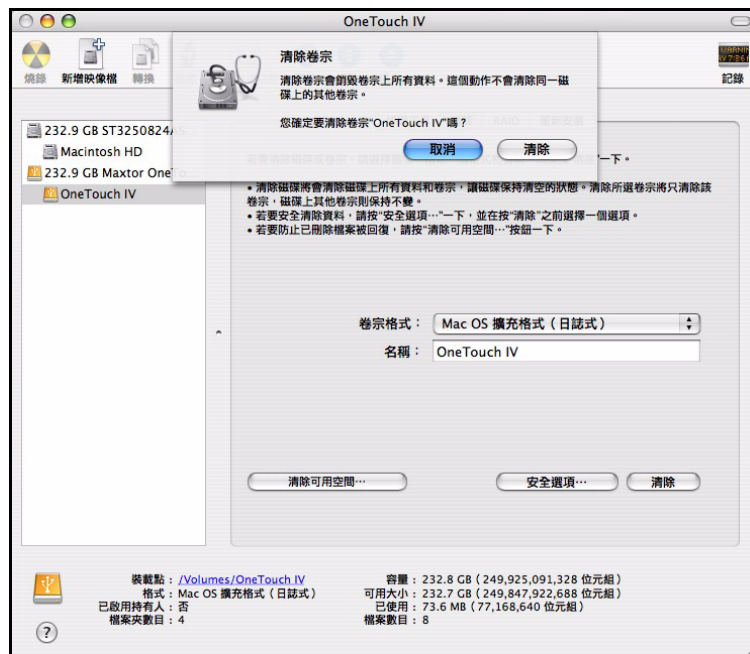 OneTouch IV
燒錄 新增映像檔 轉換
記錄
清除卷宗
清除卷宗會銷毀卷宗上所有資料。這個動作不會清除同一磁
碟上的其他卷宗。
您確定要清除卷宗"OneTouch IV"嗎？
取消 清除
232.9 GB ST3250824A
Macintosh HD
232.9 GB Maxtor OneTo
OneTouch IV
RAID
"一下。
• 清除磁碟將會清除磁碟上所有資料和卷宗，讓磁碟保持清空的狀態。清除所選卷宗將只清除該
卷宗，磁碟上其他卷宗則保持不變。
• 若要安全清除資料，請按"安全選項⋯"一下，並在按"清除"之前選擇一個選項。
• 若要防止已刪除檔案被回復，請按"清除可用空間⋯"按鈕一下。
卷宗格式： Mac OS 擴充格式（日誌式）
名稱： OneTouch IV
清除可用空間⋯ 安全選項⋯ 清除
裝載點： /Volumes/OneTouch IV
格式： Mac OS 擴充格式（日誌式）
已啟用持有人： 否
檔案夾數目： 4
容量： 232.8 GB（249,925,091,328 位元組）
可用大小： 232.7 GB（249,847,922,688 位元組）
已使用： 73.6 MB（77,168,640 位元組）
檔案數目： 8
?